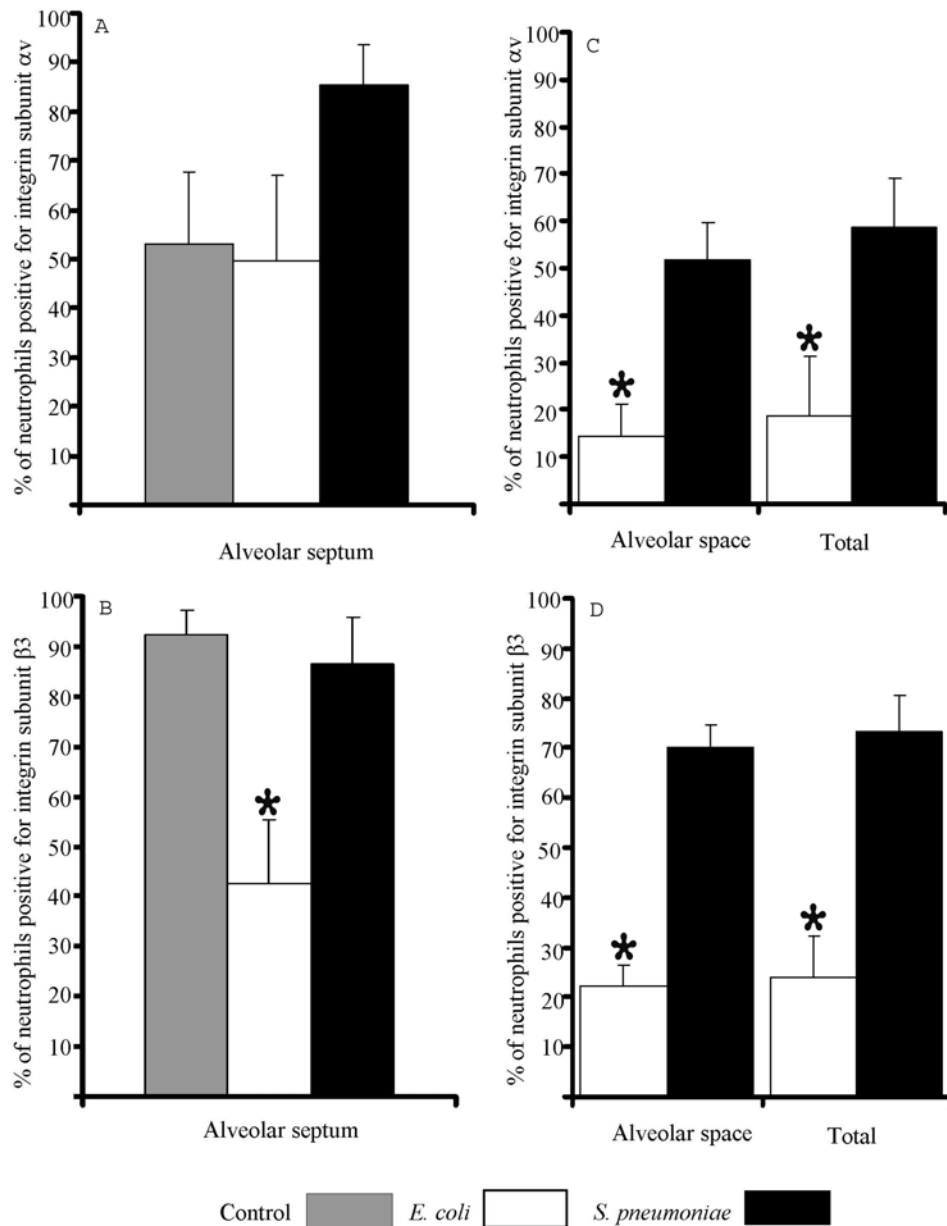 A
% of neutrophils positive for integrin subunit αv
100
90
80
70
60
50
40
30
20
10
Alveolar septum
C
% of neutrophils positive for integrin subunit αv
100
90
80
70
60
50
40
30
20
10
Alveolar space
Total
B
% of neutrophils positive for integrin subunit β3
100
90
80
70
60
50
40
30
20
10
*
Alveolar septum
D
% of neutrophils positive for integrin subunit β3
100
90
80
70
60
50
40
30
20
10
*
*
Alveolar space
Total
Control
E. coli
S. pneumoniae